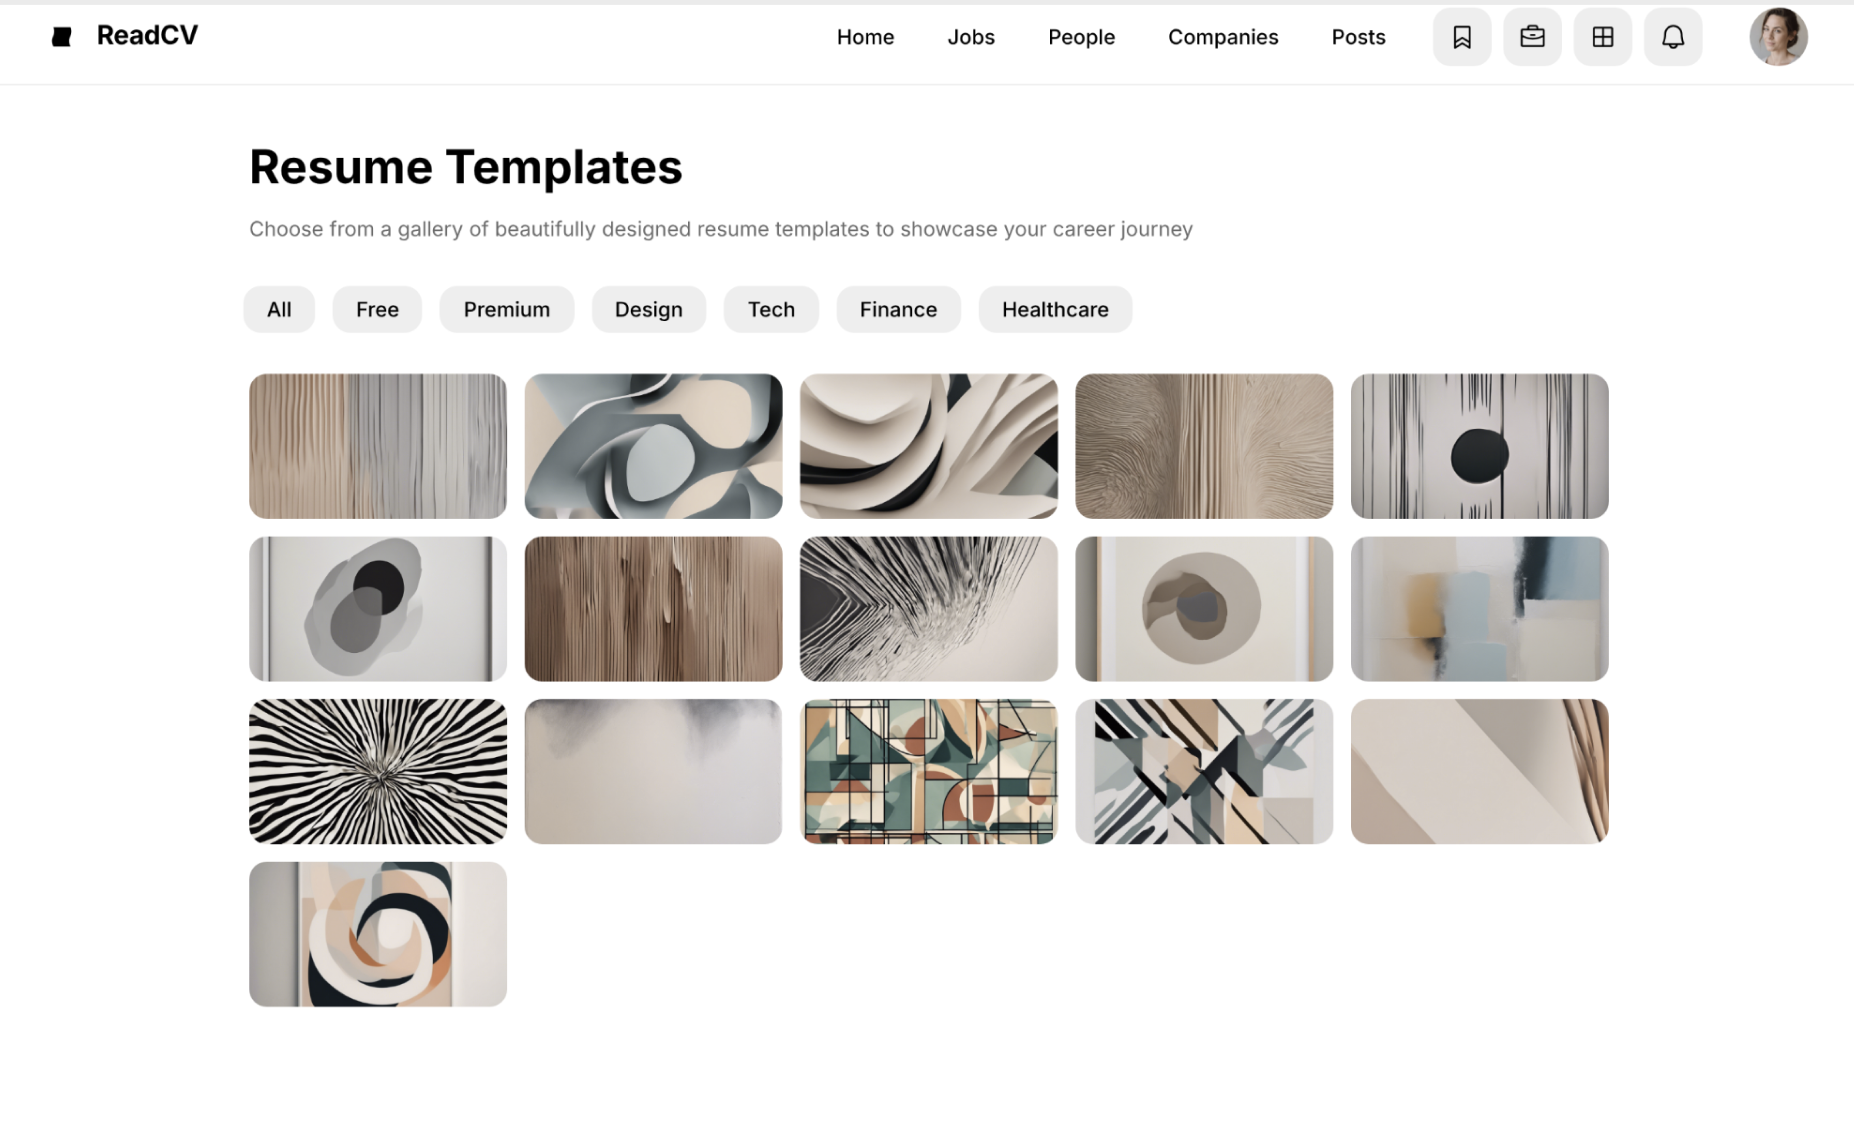 ReadCV
Home Jobs People Companies Posts
Resume Templates
Choose from a gallery of beautifully designed resume templates to showcase your career journey
All Free Premium Design Tech Finance Healthcare